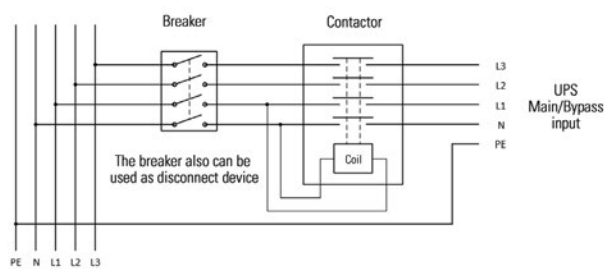 Breaker
Contactor
L3
L2
L1
N
PE
UPS
Main/Bypass
input
Coil
The breaker also can be
used as disconnect device
PE N L1 L2 L3